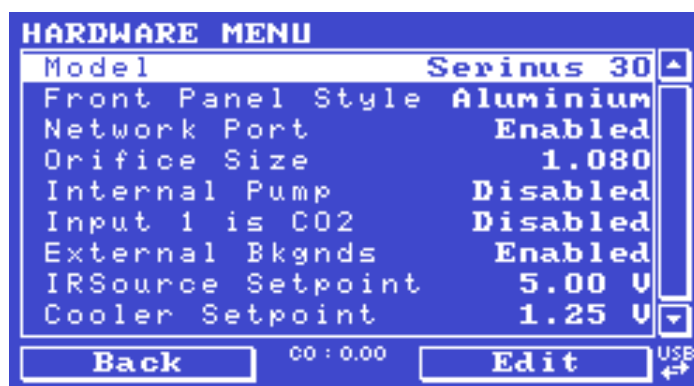 HARDWARE MENU
Model Serinus 30
Front Panel Style Aluminium
Network Port Enabled
Orifice Size 1.080
Internal Pump Disabled
Input 1 is CO2 Disabled
External Bkgnds Enabled
IRSource Setpoint 5.00 V
Cooler Setpoint 1.25 V
Back CO:0.00 Edit USB